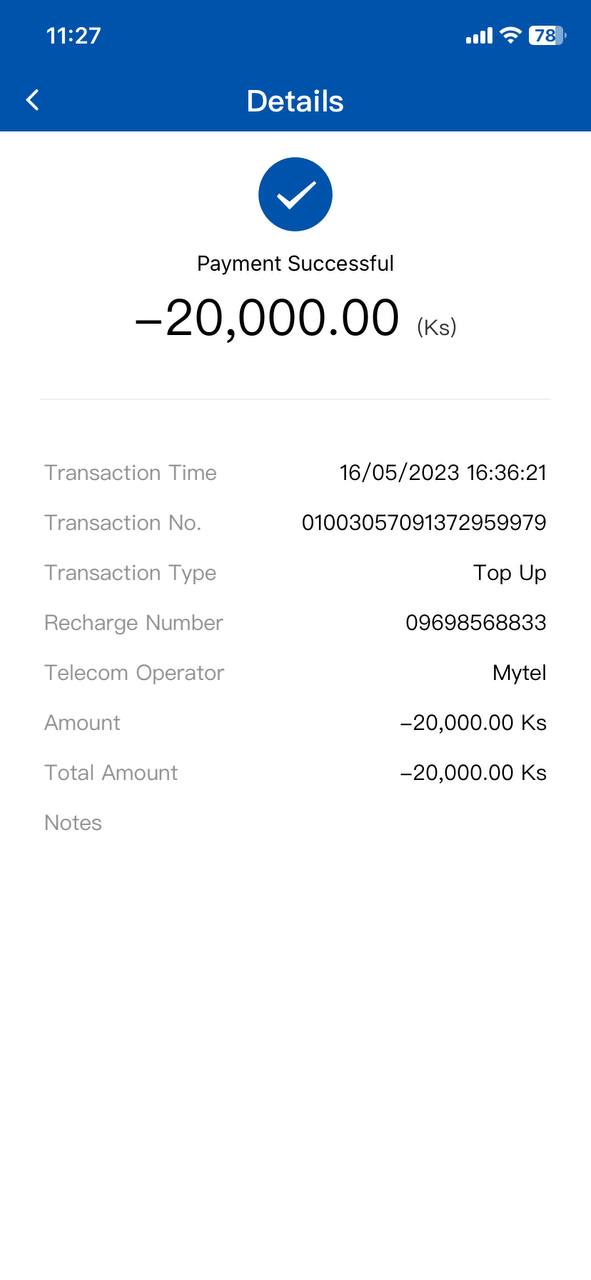 11:27
78
Details
Payment Successful
-20,000.00 (Ks)
Transaction Time 16/05/2023 16:36:21
Transaction No. 01003057091372959979
Transaction Type Top Up
Recharge Number 09698568833
Telecom Operator Mytel
Amount -20,000.00 Ks
Total Amount -20,000.00 Ks
Notes